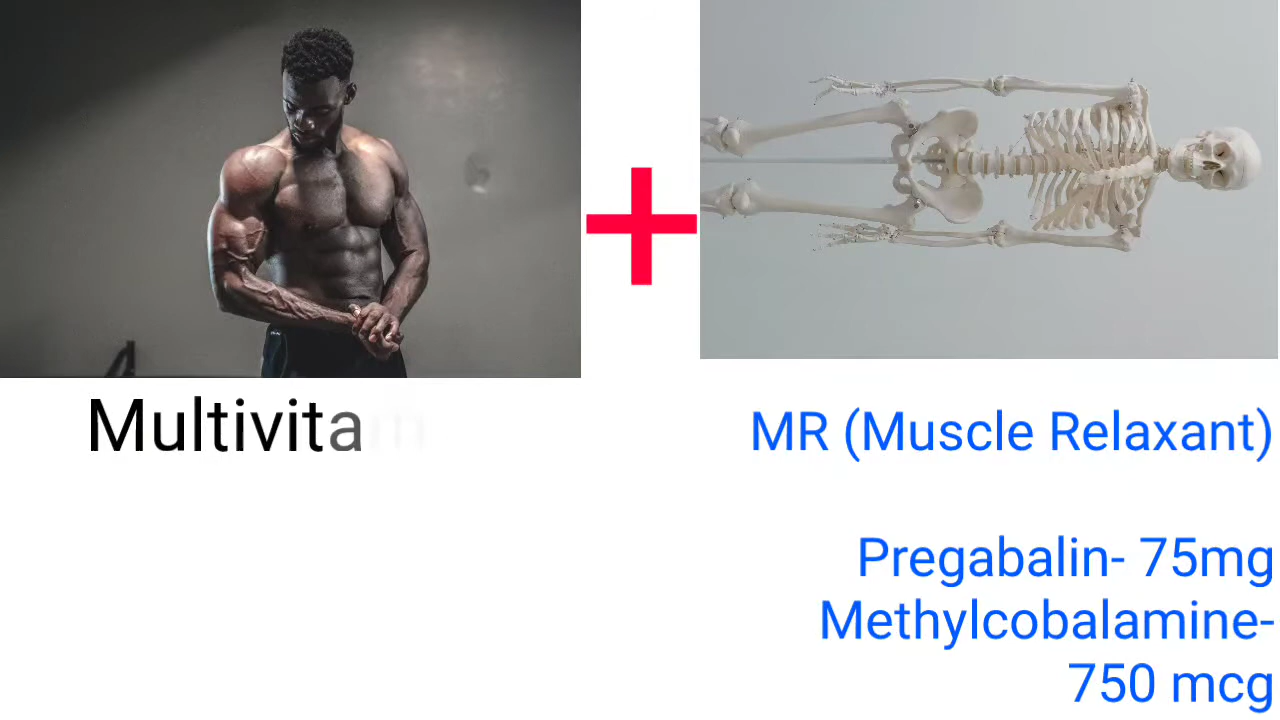 Multivita
MR (Muscle Relaxant)
Pregabalin- 75mg
Methylcobalamine-
750 mcg